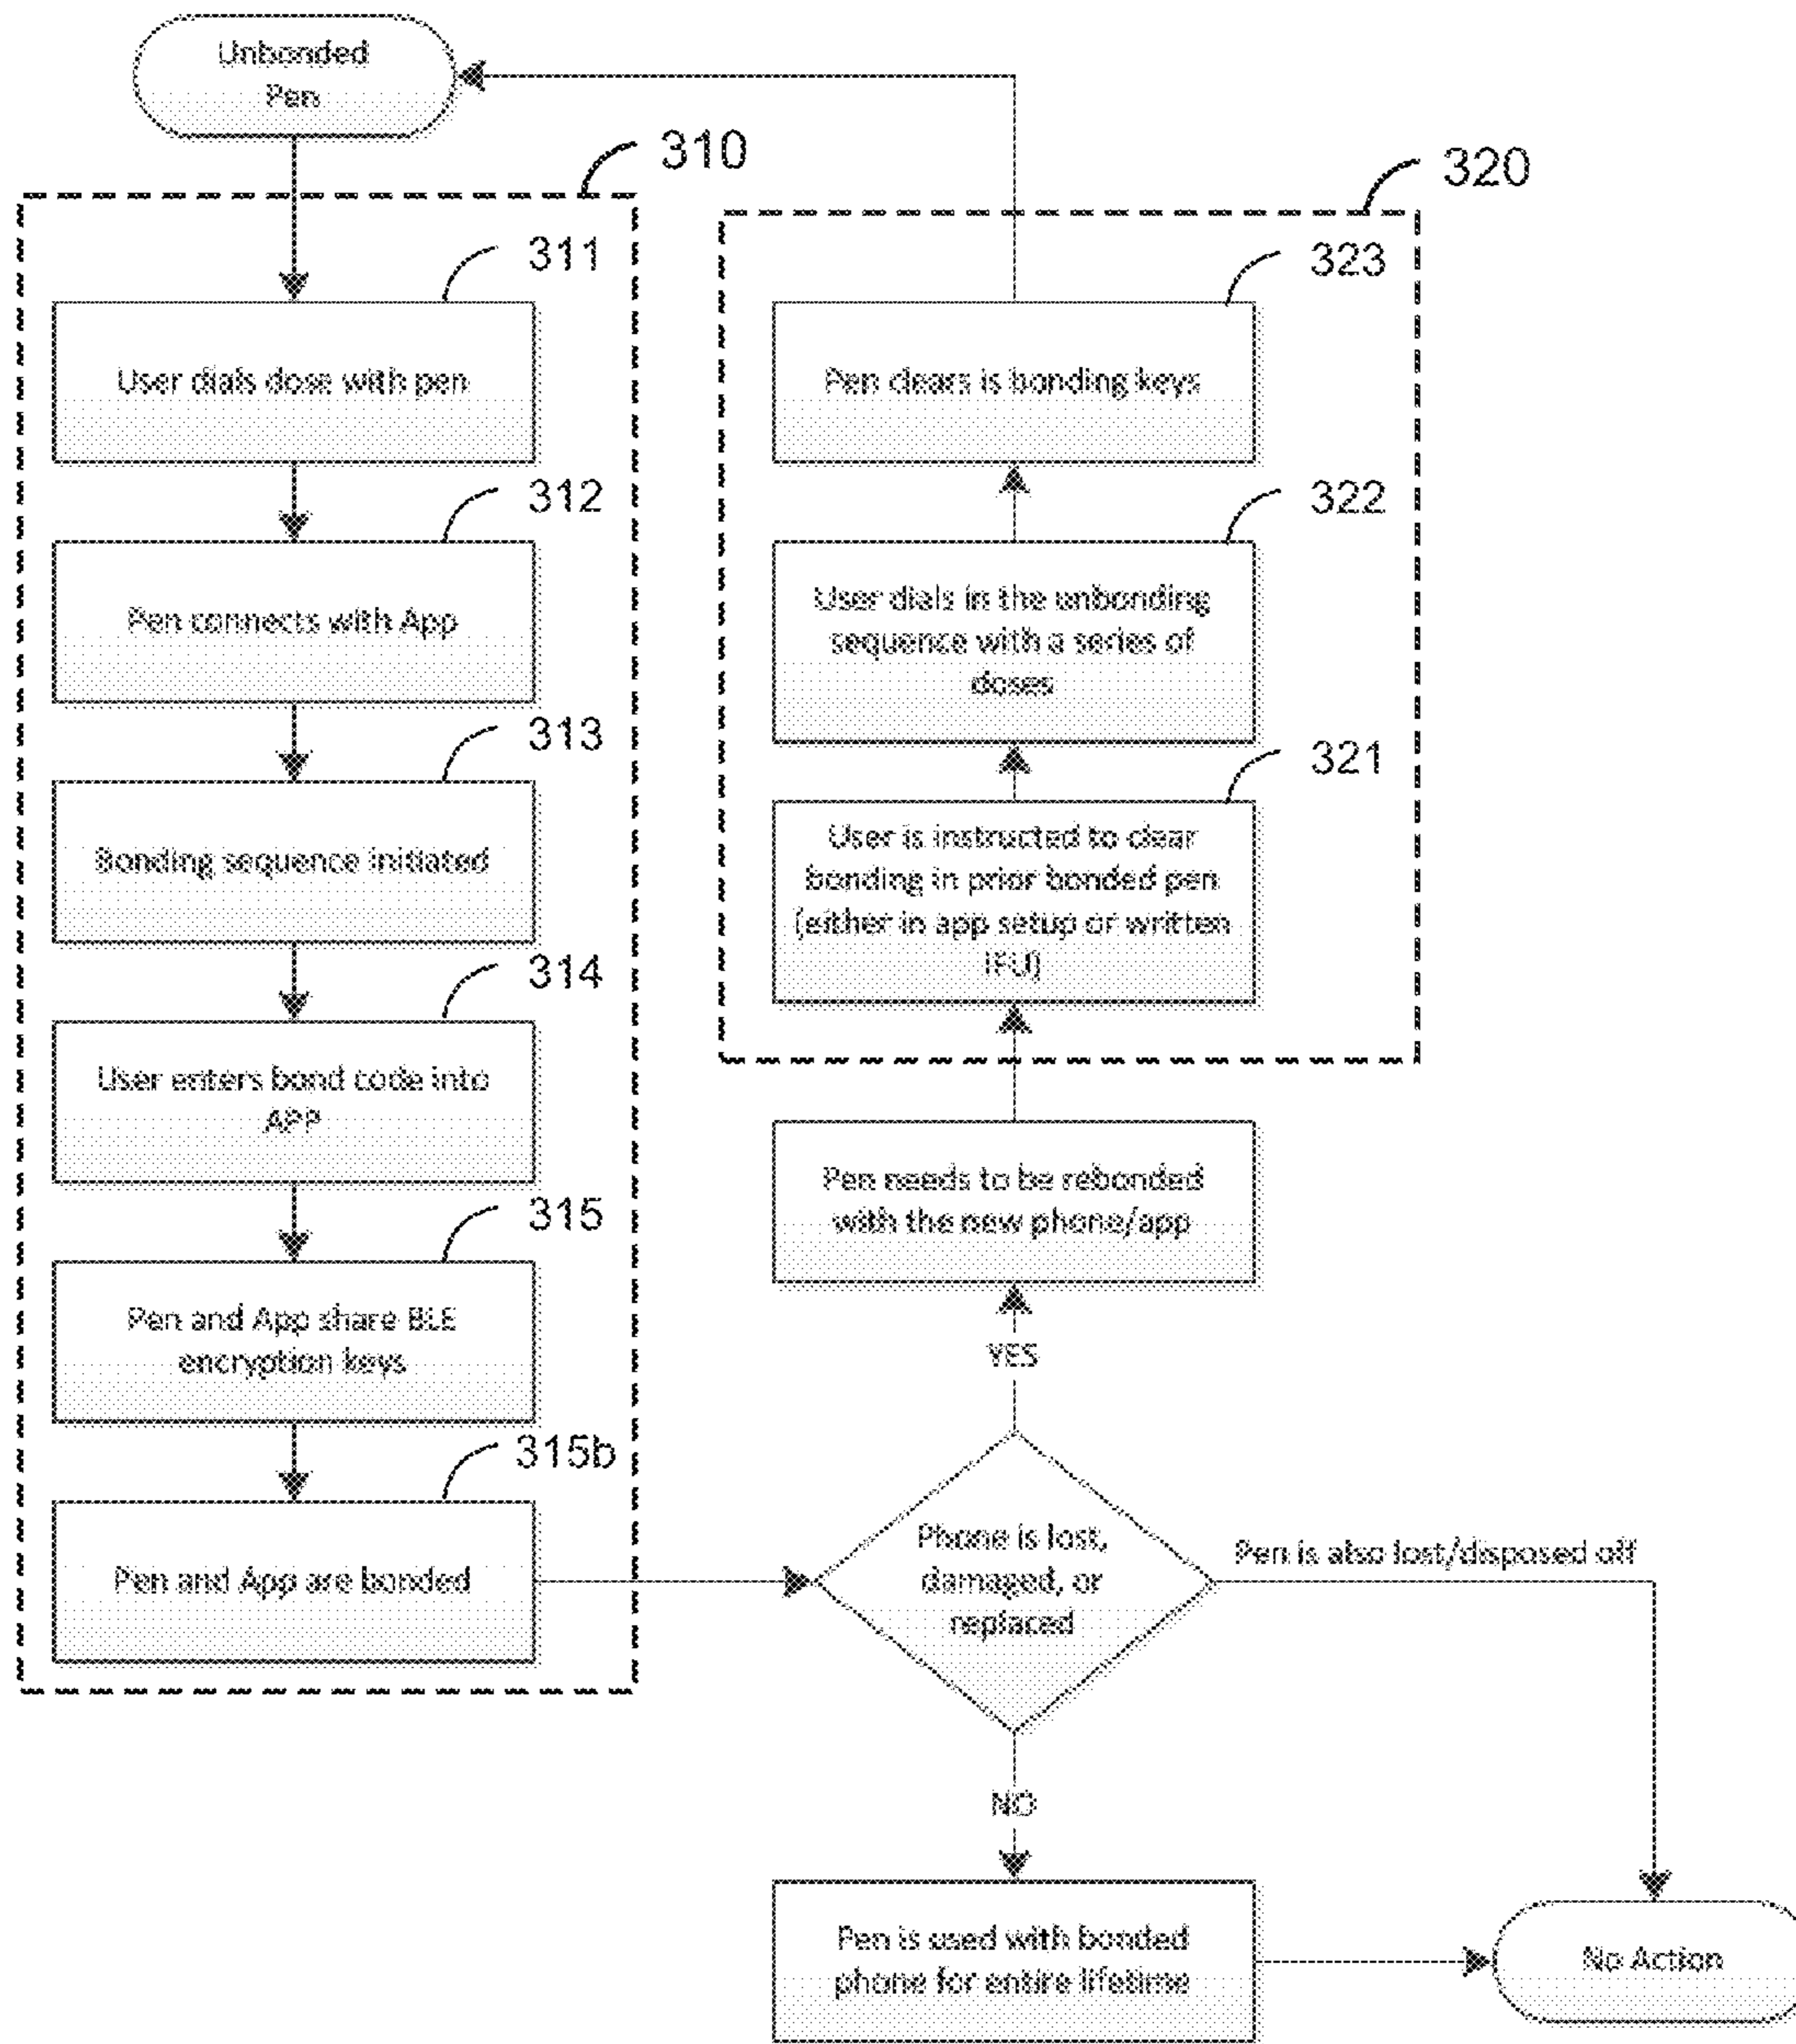 Unbonded
Pen
310
311
User dials dose with pen
312
Pen connects with App
313
Bonding sequence initiated
314
User enters bond code into
APP
315
Pen and App share BLE
encryption keys
315b
Pen and App are bonded
320
323
Pen clears is bonding keys
322
User dials in the unbonding
sequence with a series of
doses
321
User is instructed to clear
bonding in prior bonded pen
(either in app setup or written
IFU)
Pen needs to be rebonded
with the new phone/app
YES
Phone is lost,
damaged, or
replaced
Pen is also lost/disposed off
NO
Pen is used with bonded
phone for entire lifetime
No Action